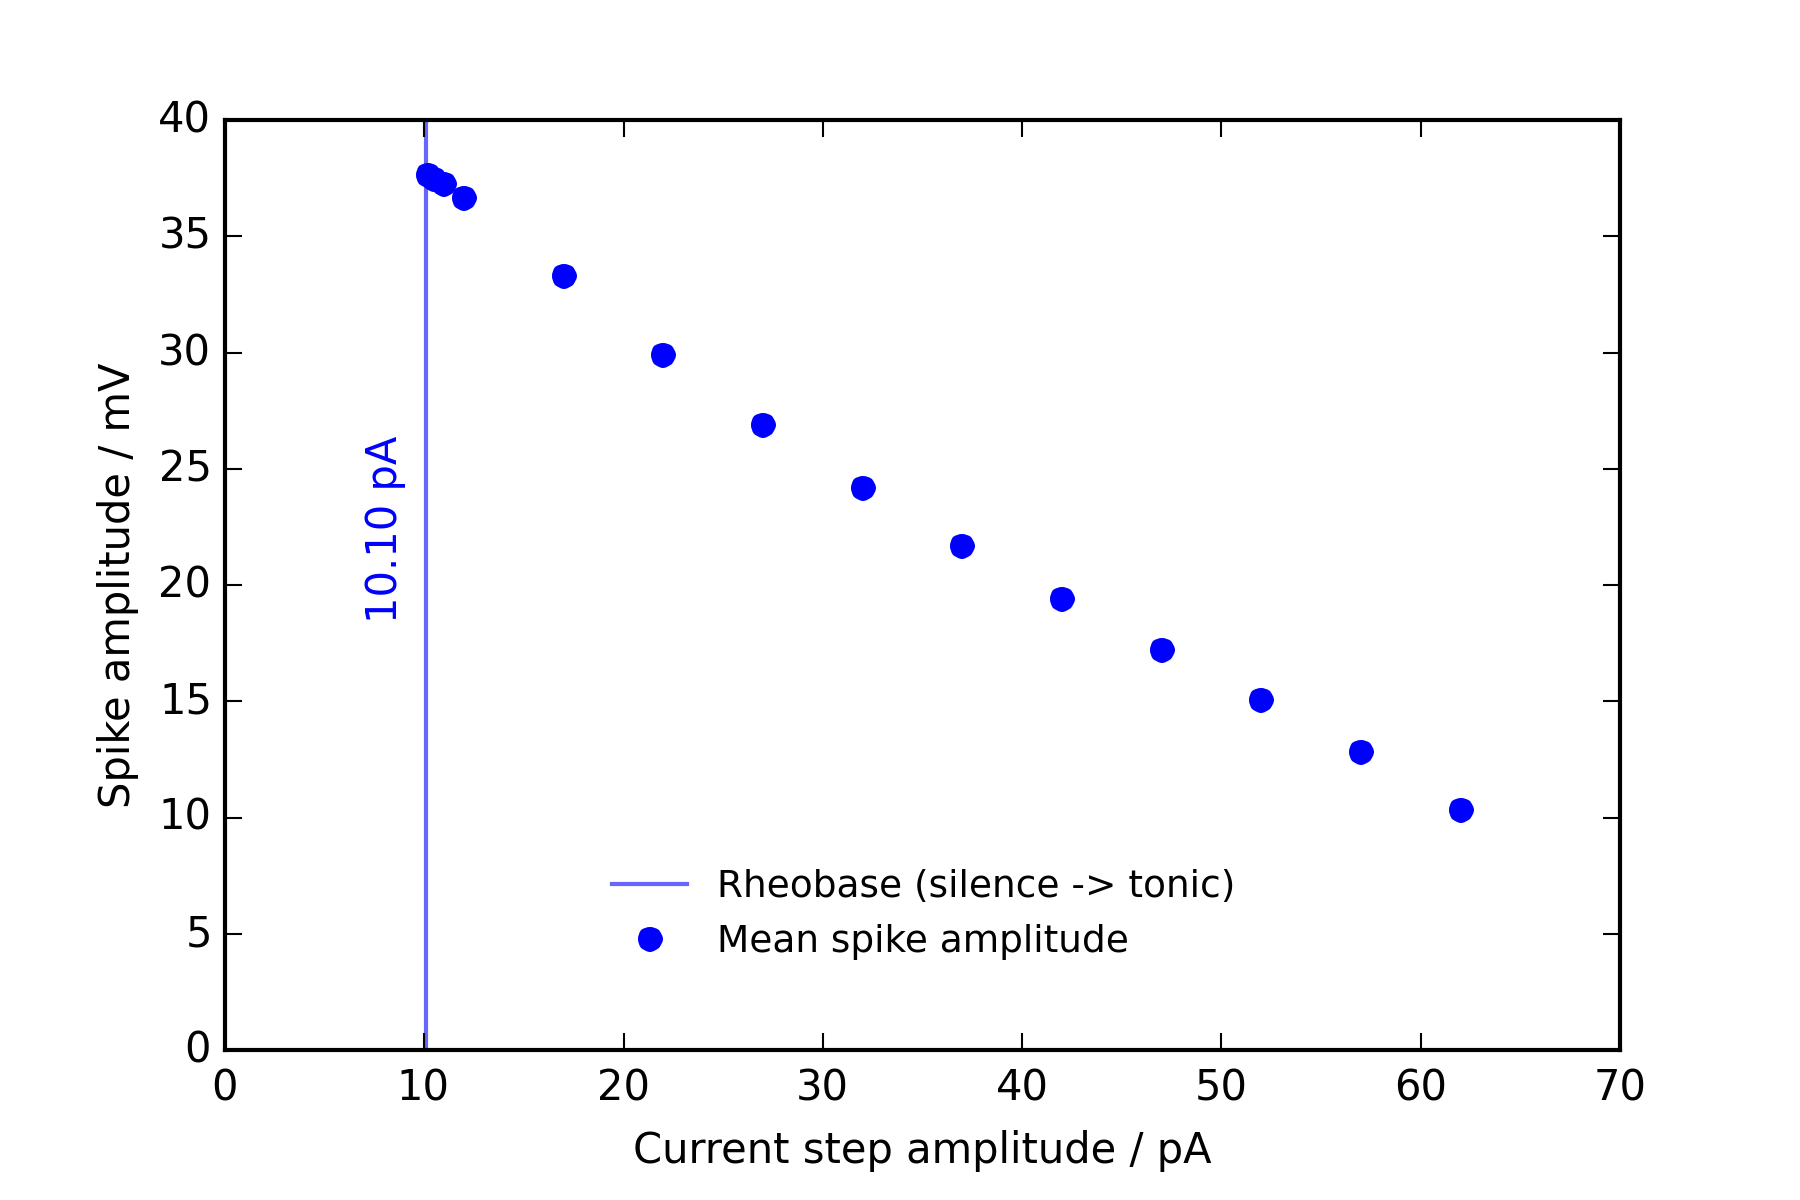 40
35
30
25
20
15
10
5
0
Spike amplitude / mV
10.10 pA
Rheobase (silence -> tonic)
Mean spike amplitude
0 10 20 30 40 50 60 70
Current step amplitude / pA